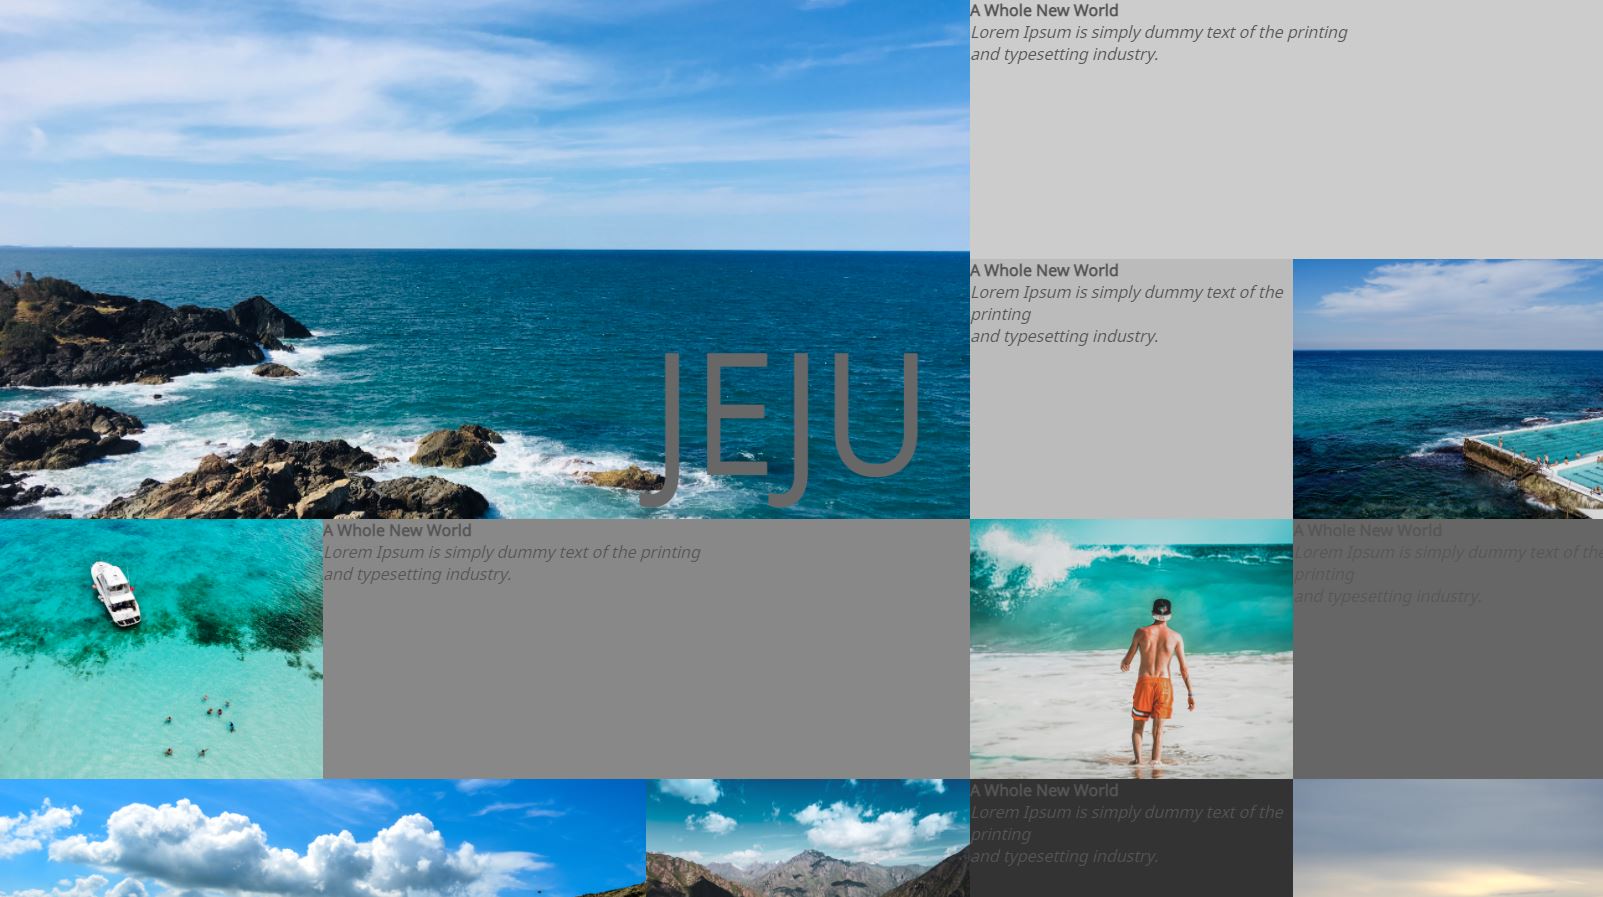 A Whole New World
Lorem Ipsum is simply dummy text of the printing
and typesetting industry.
A Whole New World
Lorem Ipsum is simply dummy text of the
printing
and typesetting industry.
JEJU
A Whole New World
Lorem Ipsum is simply dummy text of the printing
and typesetting industry.
A Whole New World
Lorem Ipsum is simply dummy text of the
printing
and typesetting industry.
A Whole New World
Lorem Ipsum is simply dummy text of the
printing
and typesetting industry.